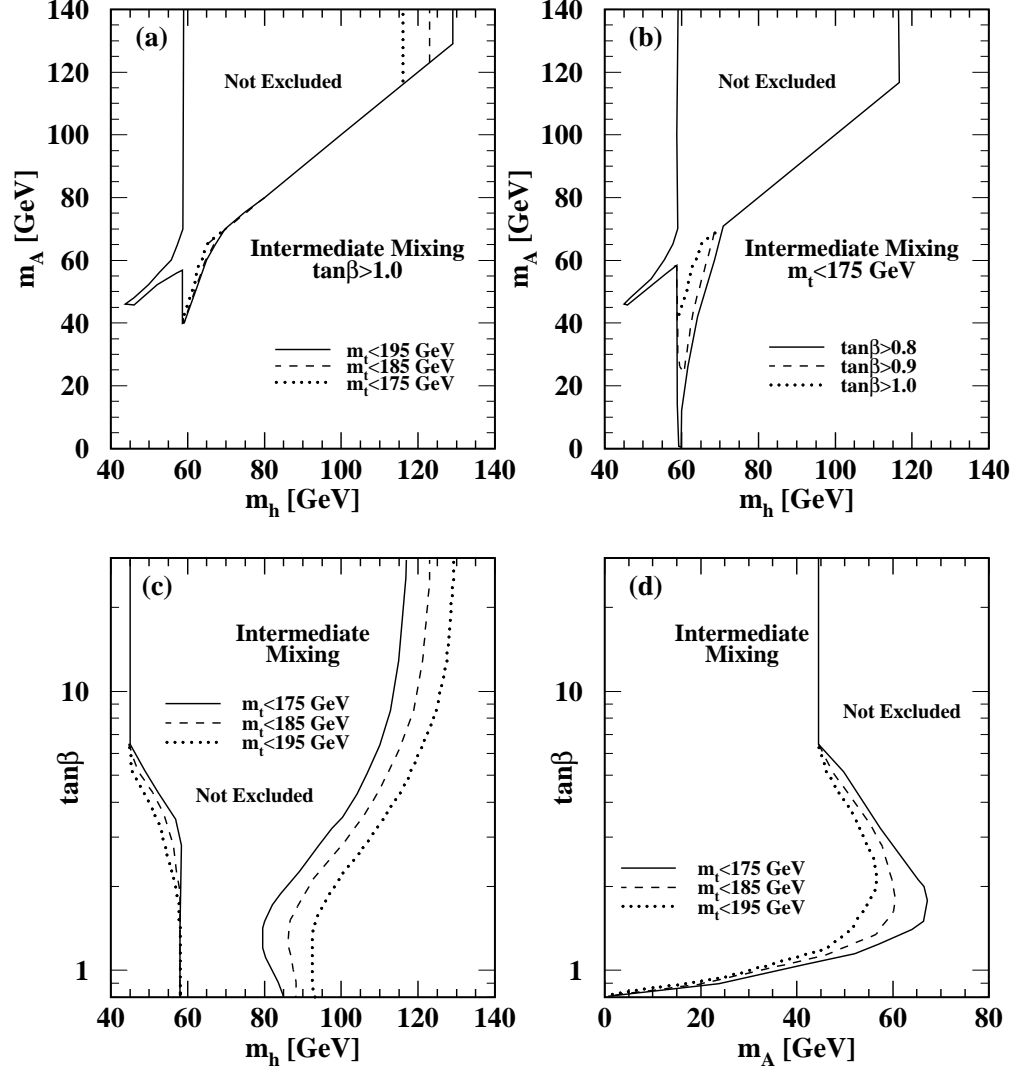 (a)
Not Excluded
Intermediate Mixing
tanβ>1.0
m_t<195 GeV
m_t<185 GeV
m_t<175 GeV
m_A [GeV]
0
20
40
60
80
100
120
140
40 60 80 100 120 140
m_h [GeV]
(b)
Not Excluded
Intermediate Mixing
m_t<175 GeV
tanβ>0.8
tanβ>0.9
tanβ>1.0
m_A [GeV]
0
20
40
60
80
100
120
140
40 60 80 100 120 140
m_h [GeV]
(c)
Intermediate
Mixing
m_t<175 GeV
m_t<185 GeV
m_t<195 GeV
Not Excluded
tanβ
10
1
40 60 80 100 120 140
m_h [GeV]
(d)
Intermediate
Mixing
Not Excluded
m_t<175 GeV
m_t<185 GeV
m_t<195 GeV
tanβ
10
1
0 20 40 60 80
m_A [GeV]